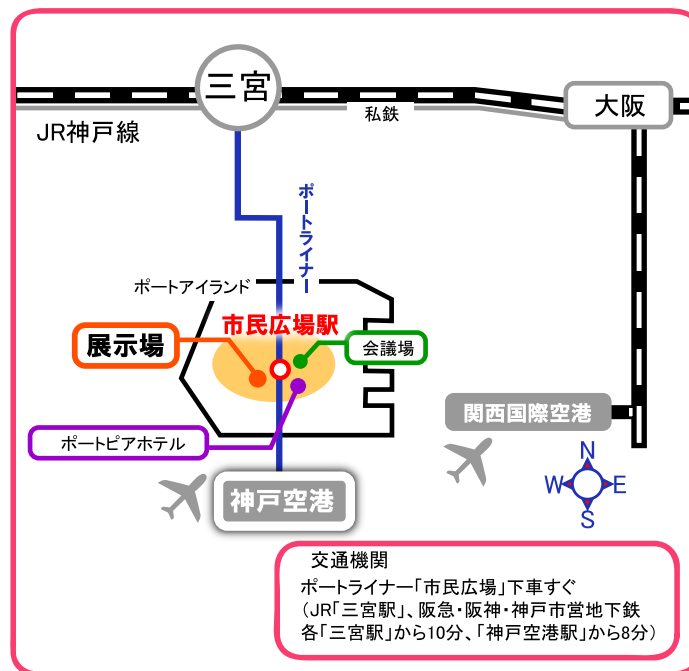 三宮
大阪
私鉄
JR神戸線
ポートライナー
ポートアイランド
市民広場駅
展示場
会議場
関西国際空港
ポートピアホテル
N
W
E
S
神戸空港
交通機関
ポートライナー「市民広場」下車すぐ
(JR「三宮駅」、阪急・阪神・神戸市営地下鉄
各「三宮駅」から10分、「神戸空港駅」から8分)